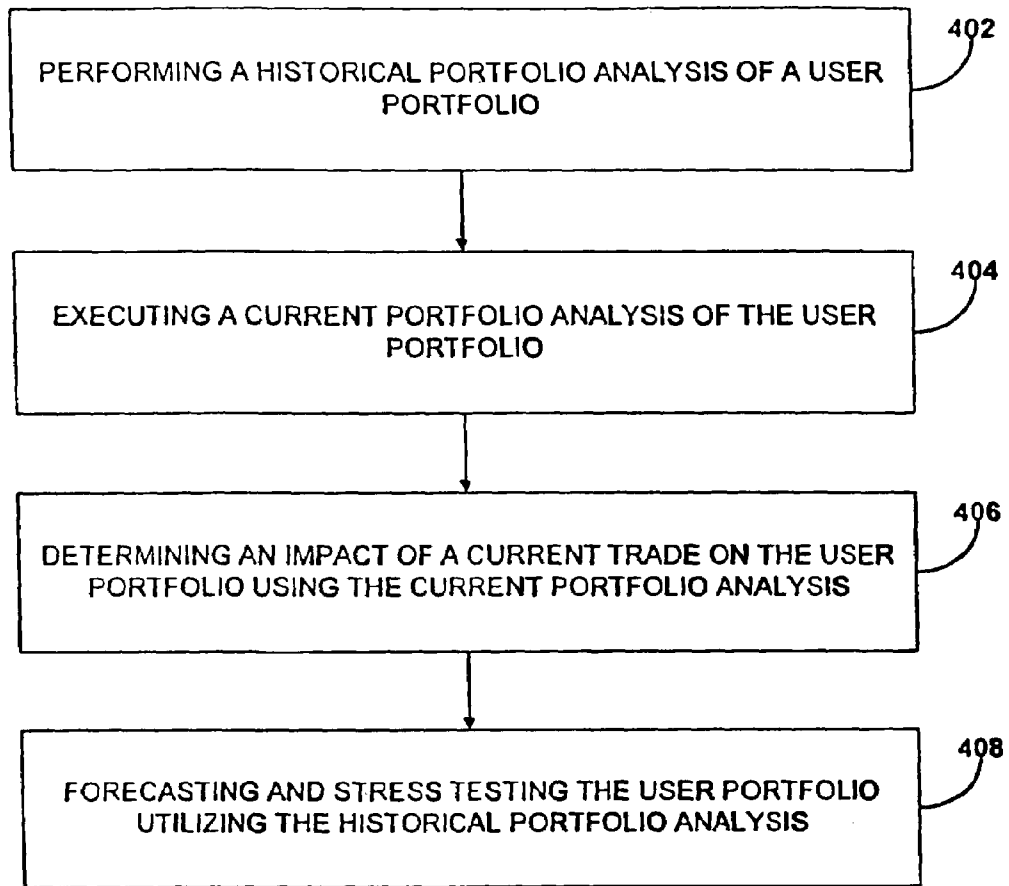 402
PERFORMING A HISTORICAL PORTFOLIO ANALYSIS OF A USER
PORTFOLIO
404
EXECUTING A CURRENT PORTFOLIO ANALYSIS OF THE USER
PORTFOLIO
406
DETERMINING AN IMPACT OF A CURRENT TRADE ON THE USER
PORTFOLIO USING THE CURRENT PORTFOLIO ANALYSIS
408
FORECASTING AND STRESS TESTING THE USER PORTFOLIO
UTILIZING THE HISTORICAL PORTFOLIO ANALYSIS